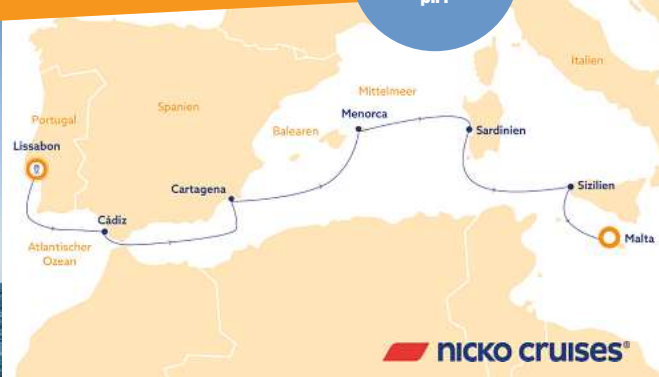 p.P.
Italien
Mittelmeer
Spanien
Menorca
Portugal
Balearen
Sardinien
Lissabon
Cartagena
Sizilien
Cádiz
Malta
Atlantischer
Ozean
nicko cruises®